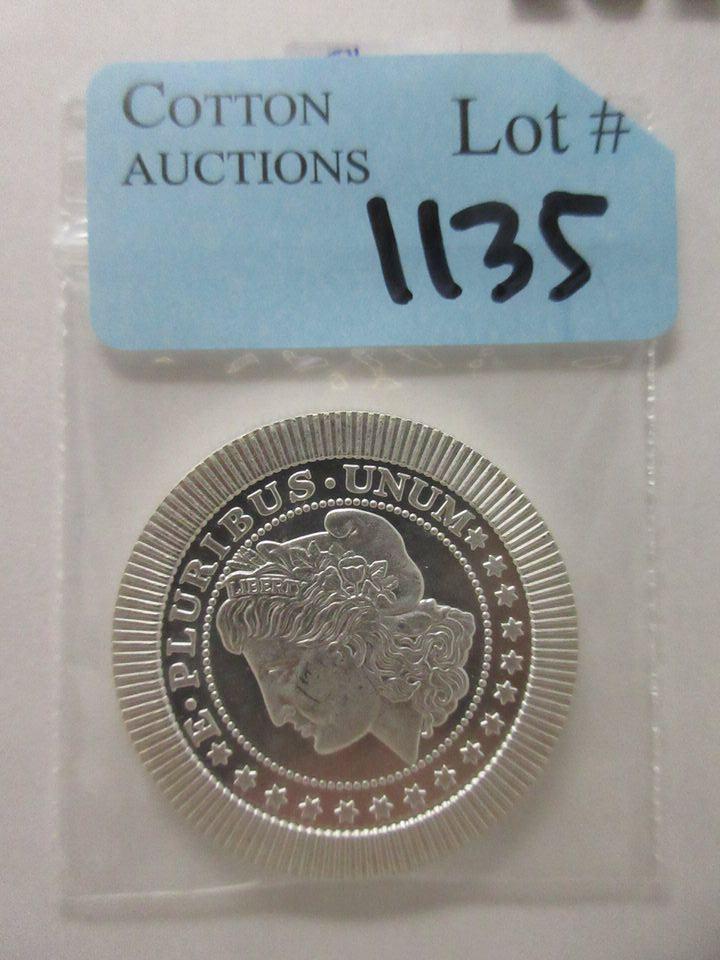 COTTON
AUCTIONS
Lot #
1135
E·PLURIBUS·UNUM
LIBERTY